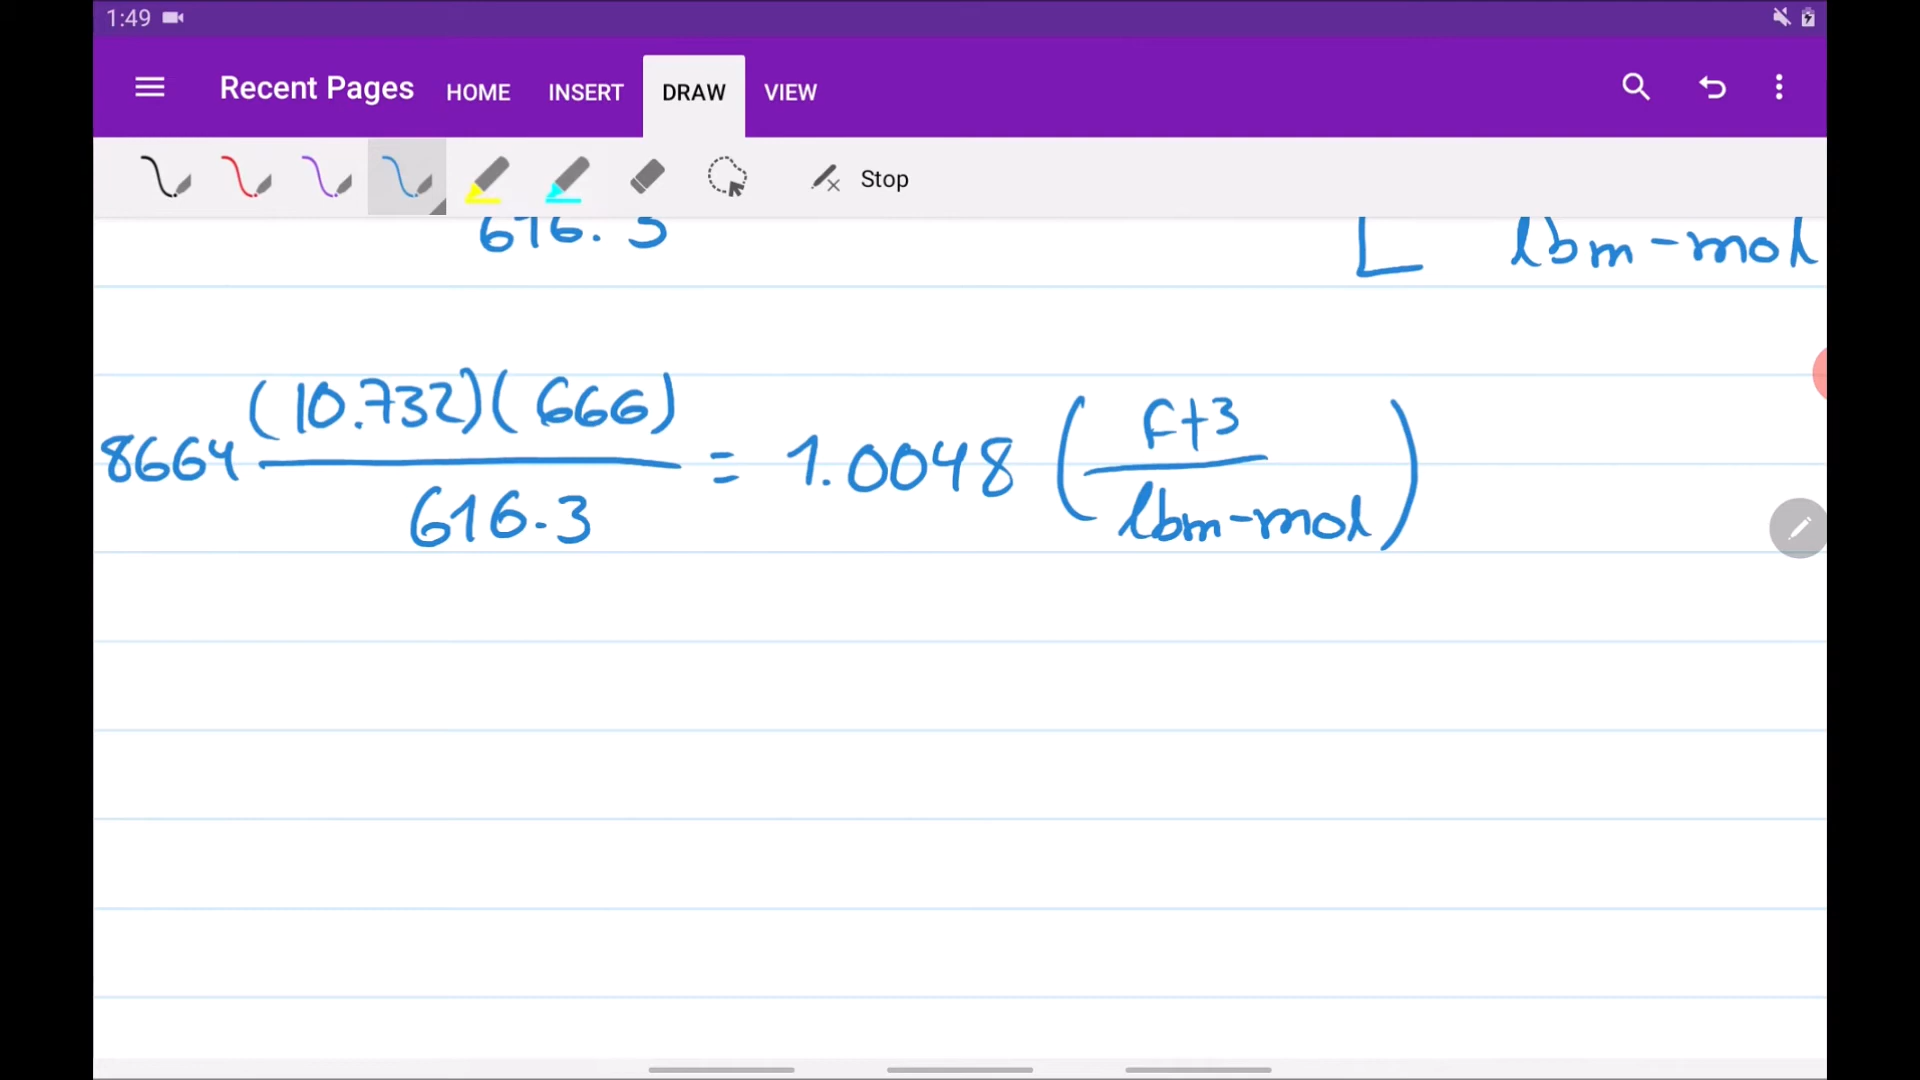 1:49
Recent Pages HOME INSERT DRAW VIEW
Stop
616.3
lbm-mol
(10.732)(666)
8664
616.3
= 1.0048
ft3
lbm-mol